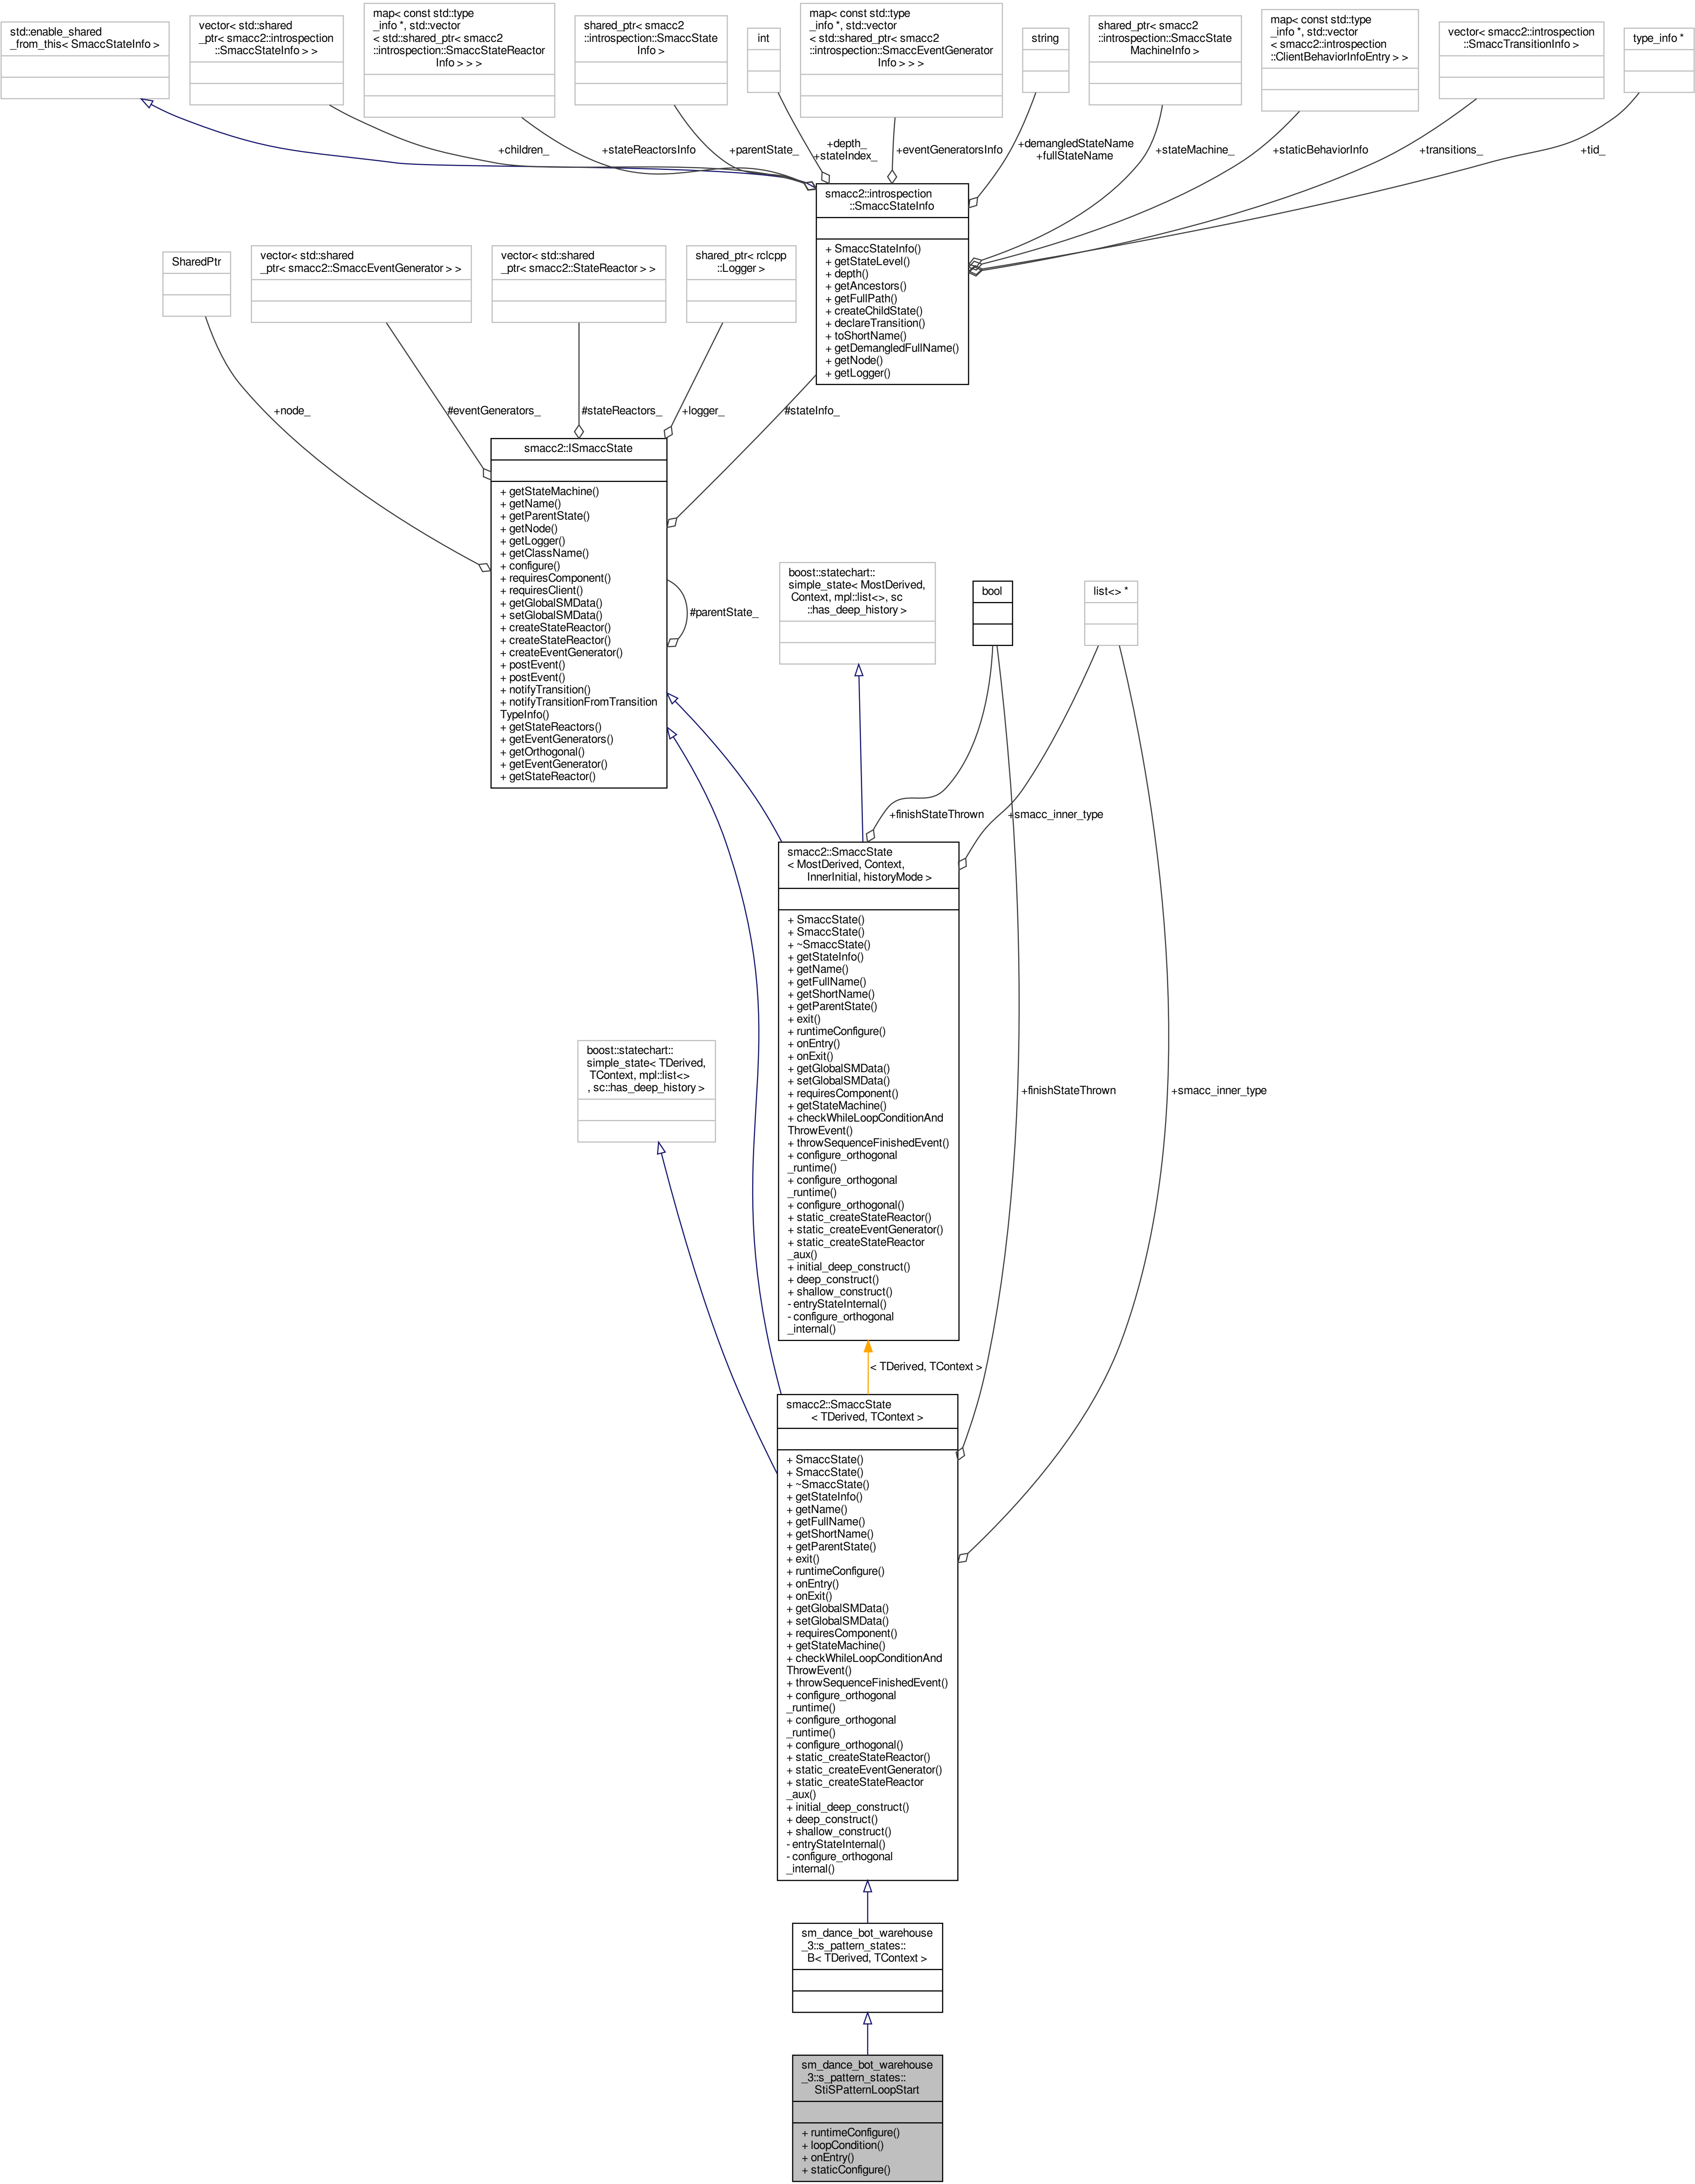 std::enable_shared
_from_this< SmaccStateInfo >
vector< std::shared
_ptr< smacc2::introspection
::SmaccStateInfo > >
map< const std::type
_info *, std::vector
< std::shared_ptr< smacc2
::introspection::SmaccStateReactor
Info > > >
shared_ptr< smacc2
::introspection::SmaccState
Info >
int
map< const std::type
_info *, std::vector
< std::shared_ptr< smacc2
::introspection::SmaccEventGenerator
Info > > >
string
shared_ptr< smacc2
::introspection::SmaccState
MachineInfo >
map< const std::type
_info *, std::vector
< smacc2::introspection
::ClientBehaviorInfoEntry > >
vector< smacc2::introspection
::SmaccTransitionInfo >
type_info *
+children_
+stateReactorsInfo
+parentState_
+depth_
+stateIndex_
+eventGeneratorsInfo
+demangledStateName
+fullStateName
+stateMachine_
+staticBehaviorInfo
+transitions_
+tid_
smacc2::introspection
::SmaccStateInfo
+ SmaccStateInfo()
+ getStateLevel()
+ depth()
+ getAncestors()
+ getFullPath()
+ createChildState()
+ declareTransition()
+ toShortName()
+ getDemangledFullName()
+ getNode()
+ getLogger()
SharedPtr
vector< std::shared
_ptr< smacc2::SmaccEventGenerator > >
vector< std::shared
_ptr< smacc2::StateReactor > >
shared_ptr< rclcpp
::Logger >
+node_
#eventGenerators_
#stateReactors_
+logger_
#stateInfo_
smacc2::ISmaccState
+ getStateMachine()
+ getName()
+ getParentState()
+ getNode()
+ getLogger()
+ getClassName()
+ configure()
+ requiresComponent()
+ requiresClient()
+ getGlobalSMData()
+ setGlobalSMData()
+ createStateReactor()
+ createStateReactor()
+ createEventGenerator()
+ postEvent()
+ postEvent()
+ notifyTransition()
+ notifyTransitionFromTransition
TypeInfo()
+ getStateReactors()
+ getEventGenerators()
+ getOrthogonal()
+ getEventGenerator()
+ getStateReactor()
#parentState_
boost::statechart::
simple_state< MostDerived,
Context, mpl::list<>, sc
::has_deep_history >
bool
list<> *
+finishStateThrown
+smacc_inner_type
smacc2::SmaccState
< MostDerived, Context,
InnerInitial, historyMode >
+ SmaccState()
+ SmaccState()
+ ~SmaccState()
+ getStateInfo()
+ getName()
+ getFullName()
+ getShortName()
+ getParentState()
+ exit()
+ runtimeConfigure()
+ onEntry()
+ onExit()
+ getGlobalSMData()
+ setGlobalSMData()
+ requiresComponent()
+ getStateMachine()
+ checkWhileLoopConditionAnd
ThrowEvent()
+ throwSequenceFinishedEvent()
+ configure_orthogonal
_runtime()
+ configure_orthogonal
_runtime()
+ configure_orthogonal()
+ static_createStateReactor()
+ static_createEventGenerator()
+ static_createStateReactor
_aux()
+ initial_deep_construct()
+ deep_construct()
+ shallow_construct()
- entryStateInternal()
- configure_orthogonal
_internal()
boost::statechart::
simple_state< TDerived,
TContext, mpl::list<>
, sc::has_deep_history >
+finishStateThrown
+smacc_inner_type
< TDerived, TContext >
smacc2::SmaccState
< TDerived, TContext >
+ SmaccState()
+ SmaccState()
+ ~SmaccState()
+ getStateInfo()
+ getName()
+ getFullName()
+ getShortName()
+ getParentState()
+ exit()
+ runtimeConfigure()
+ onEntry()
+ onExit()
+ getGlobalSMData()
+ setGlobalSMData()
+ requiresComponent()
+ getStateMachine()
+ checkWhileLoopConditionAnd
ThrowEvent()
+ throwSequenceFinishedEvent()
+ configure_orthogonal
_runtime()
+ configure_orthogonal
_runtime()
+ configure_orthogonal()
+ static_createStateReactor()
+ static_createEventGenerator()
+ static_createStateReactor
_aux()
+ initial_deep_construct()
+ deep_construct()
+ shallow_construct()
- entryStateInternal()
- configure_orthogonal
_internal()
sm_dance_bot_warehouse
_3::s_pattern_states::
B< TDerived, TContext >
sm_dance_bot_warehouse
_3::s_pattern_states::
StiSPatternLoopStart
+ runtimeConfigure()
+ loopCondition()
+ onEntry()
+ staticConfigure()